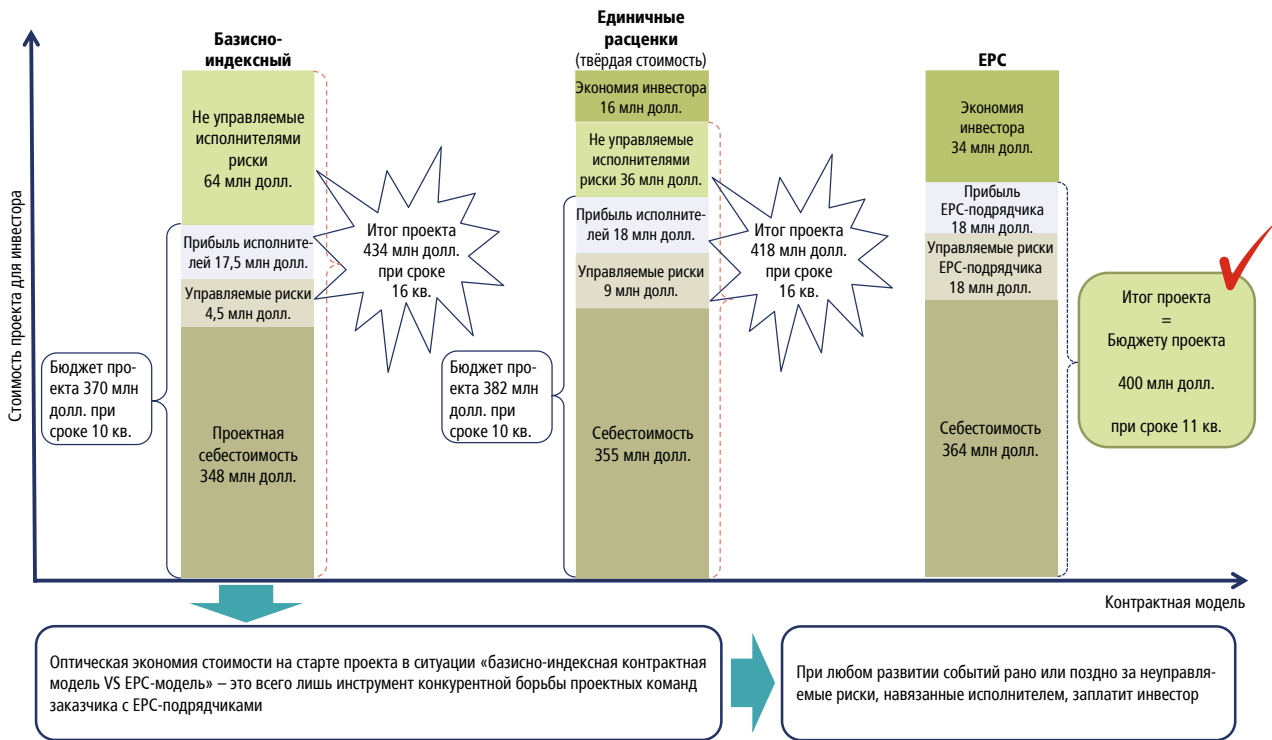 Стоимость проекта для инвестора
Базисно-
индексный
Не управляемые
исполнителями
риски
64 млн долл.
Прибыль исполните-
лей 17,5 млн долл.
Управляемые риски
4,5 млн долл.
Проектная
себестоимость
348 млн долл.
Бюджет про-
екта 370 млн
долл. при
сроке 10 кв.
Итог проекта
434 млн долл.
при сроке
16 кв.
Единичные
расценки
(твёрдая стоимость)
Экономия инвестора
16 млн долл.
Не управляемые
исполнителями
риски 36 млн долл.
Прибыль исполните-
лей 18 млн долл.
Управляемые риски
9 млн долл.
Себестоимость
355 млн долл.
Бюджет про-
екта 382 млн
долл. при
сроке 10 кв.
Итог проекта
418 млн долл.
при сроке
16 кв.
EPC
Экономия
инвестора
34 млн долл.
Прибыль
EPC-подрядчика
18 млн долл.
Управляемые риски
EPC-подрядчика
18 млн долл.
Себестоимость
364 млн долл.
Итог проекта
=
Бюджету проекта
400 млн долл.
при сроке 11 кв.
Контрактная модель
Оптическая экономия стоимости на старте проекта в ситуации «базисно-индексная контрактная
модель VS EPC-модель» – это всего лишь инструмент конкурентной борьбы проектных команд
заказчика с EPC-подрядчиками
При любом развитии событий рано или поздно за неуправля-
емые риски, навязанные исполнителем, заплатит инвестор